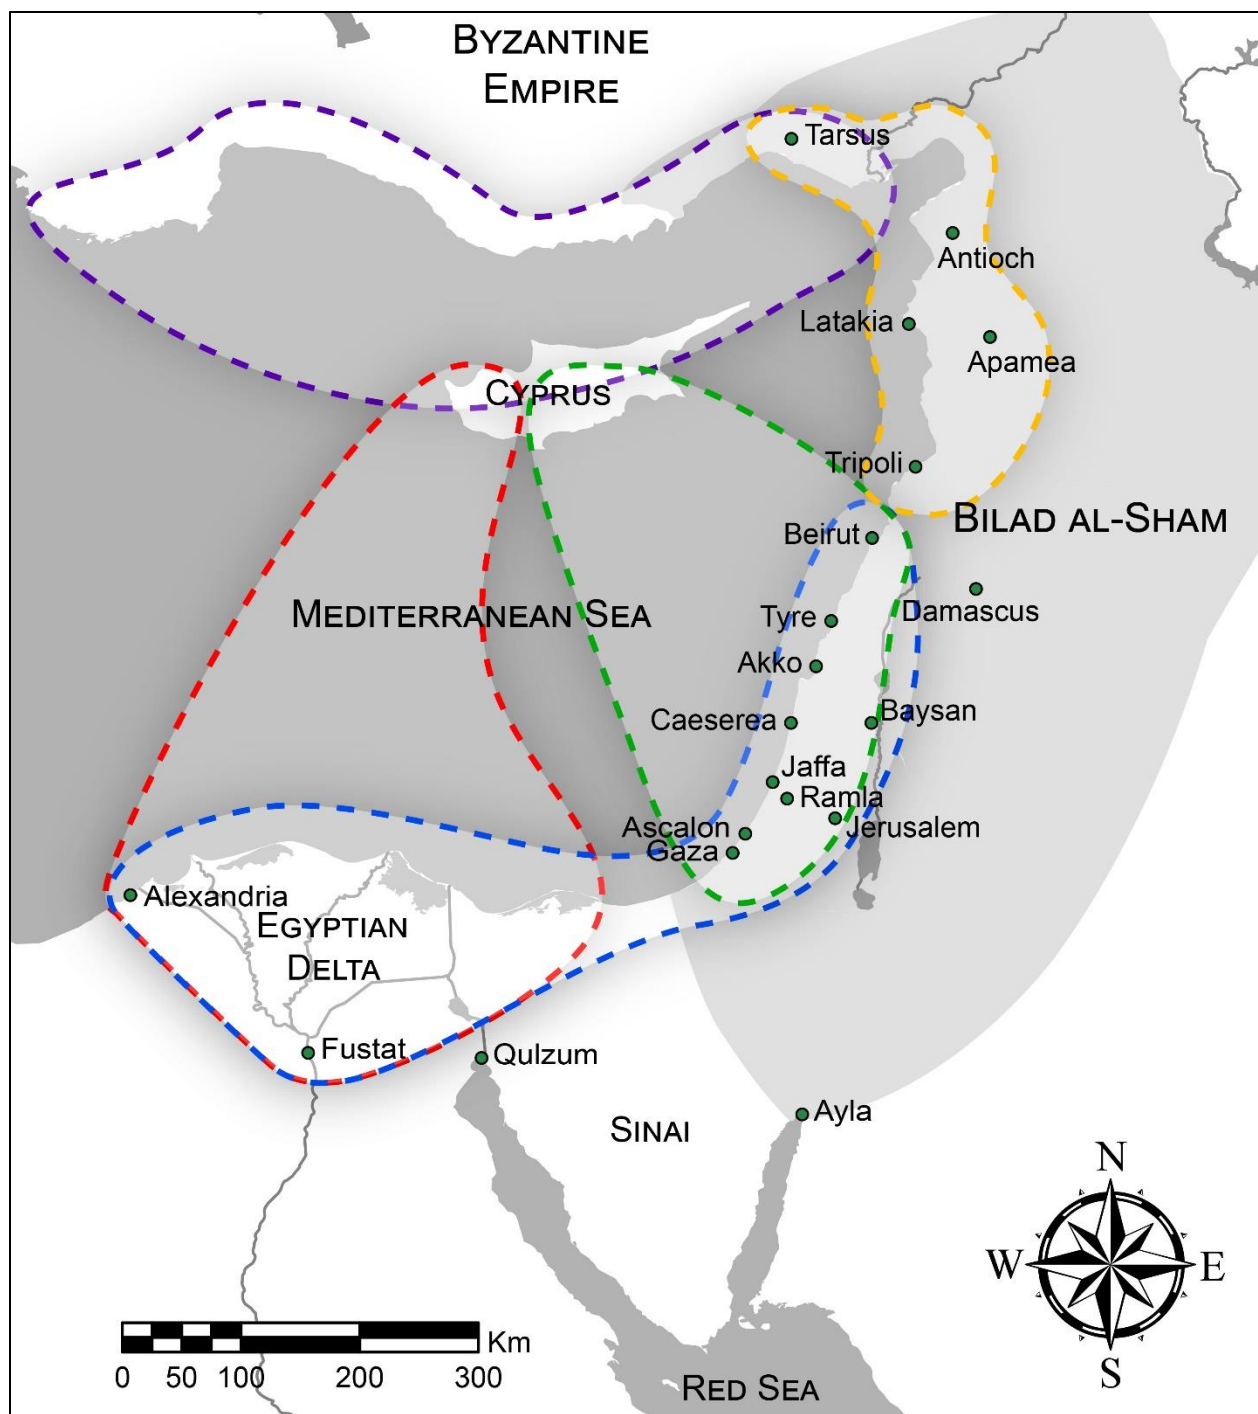 BYZANTINE
EMPIRE
Tarsus
Antioch
Latakia
Apamea
CYPRUS
Tripoli
BILAD AL-SHAM
Beirut
Damascus
MEDITERRANEAN SEA
Tyre
Akko
Caeserea
Baysan
Jaffa
Ramla
Ascalon
Jerusalem
Gaza
Alexandria
EGYPTIAN
DELTA
Fustat
Qulzum
Ayla
SINAI
N
W
E
S
Km
0 50 100 200 300
RED SEA